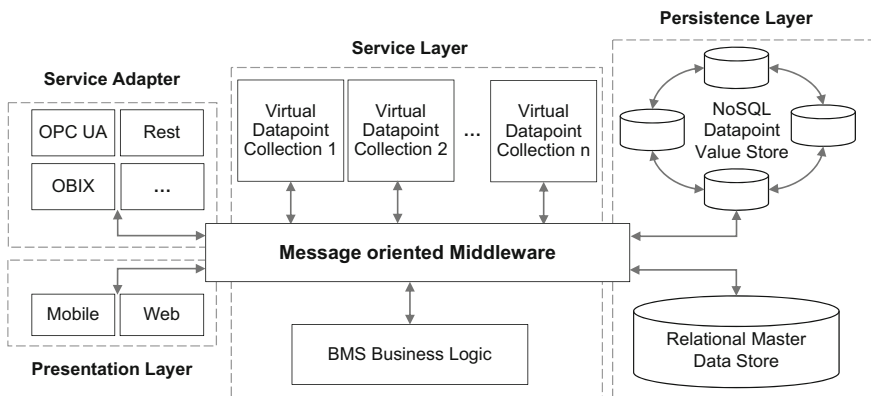 Persistence Layer
Service Layer
Service Adapter
OPC UA
Rest
OBIX
...
Virtual
Datapoint
Collection 1
Virtual
Datapoint
Collection 2
...
Virtual
Datapoint
Collection n
NoSQL
Datapoint
Value Store
Message oriented Middleware
Mobile
Web
Presentation Layer
BMS Business Logic
Relational Master
Data Store